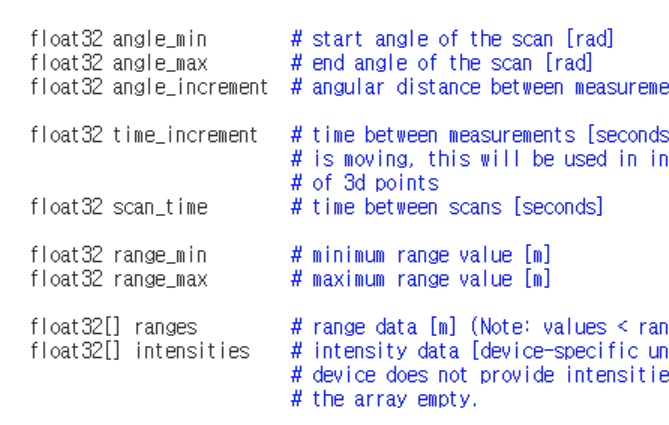 float32 angle_min # start angle of the scan [rad]
float32 angle_max # end angle of the scan [rad]
float32 angle_increment # angular distance between measureme
float32 time_increment # time between measurements [seconds
# is moving, this will be used in in
# of 3d points
float32 scan_time # time between scans [seconds]
float32 range_min # minimum range value [m]
float32 range_max # maximum range value [m]
float32[] ranges # range data [m] (Note: values < ran
float32[] intensities # intensity data [device-specific un
# device does not provide intensitie
# the array empty.